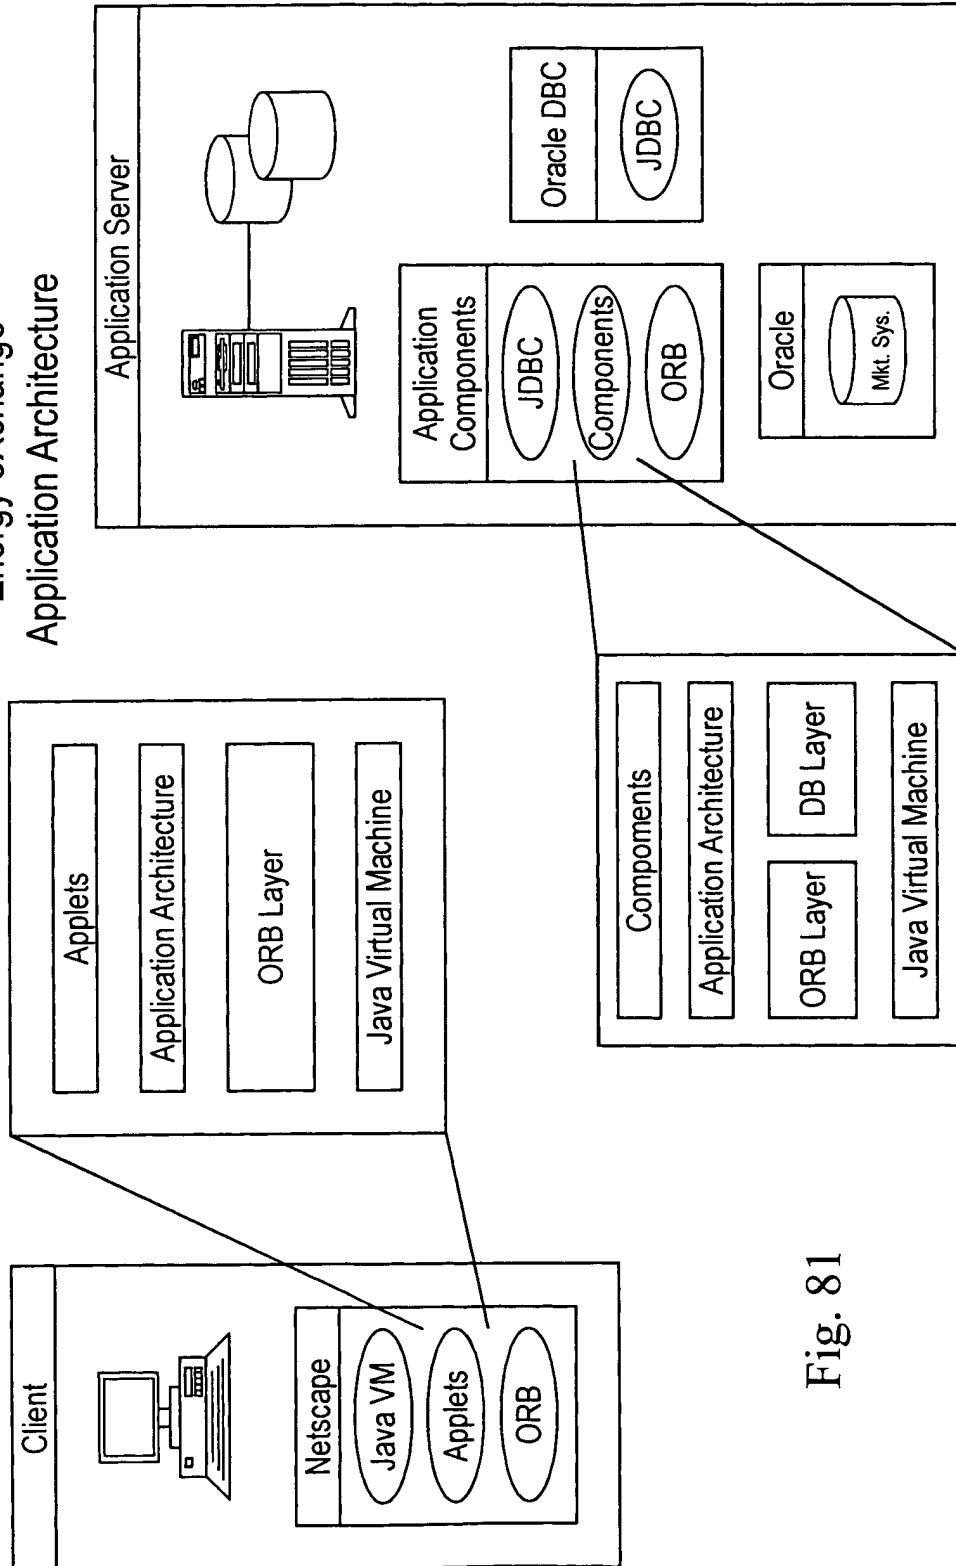 Energy eXchange
Application Architecture
Client
Netscape
Java VM
Applets
ORB
Applets
Application Architecture
ORB Layer
Java Virtual Machine
Application Server
Application
Components
JDBC
Components
ORB
Oracle DBC
JDBC
Oracle
Mkt. Sys.
Compoments
Application Architecture
ORB Layer
DB Layer
Java Virtual Machine
Fig. 81